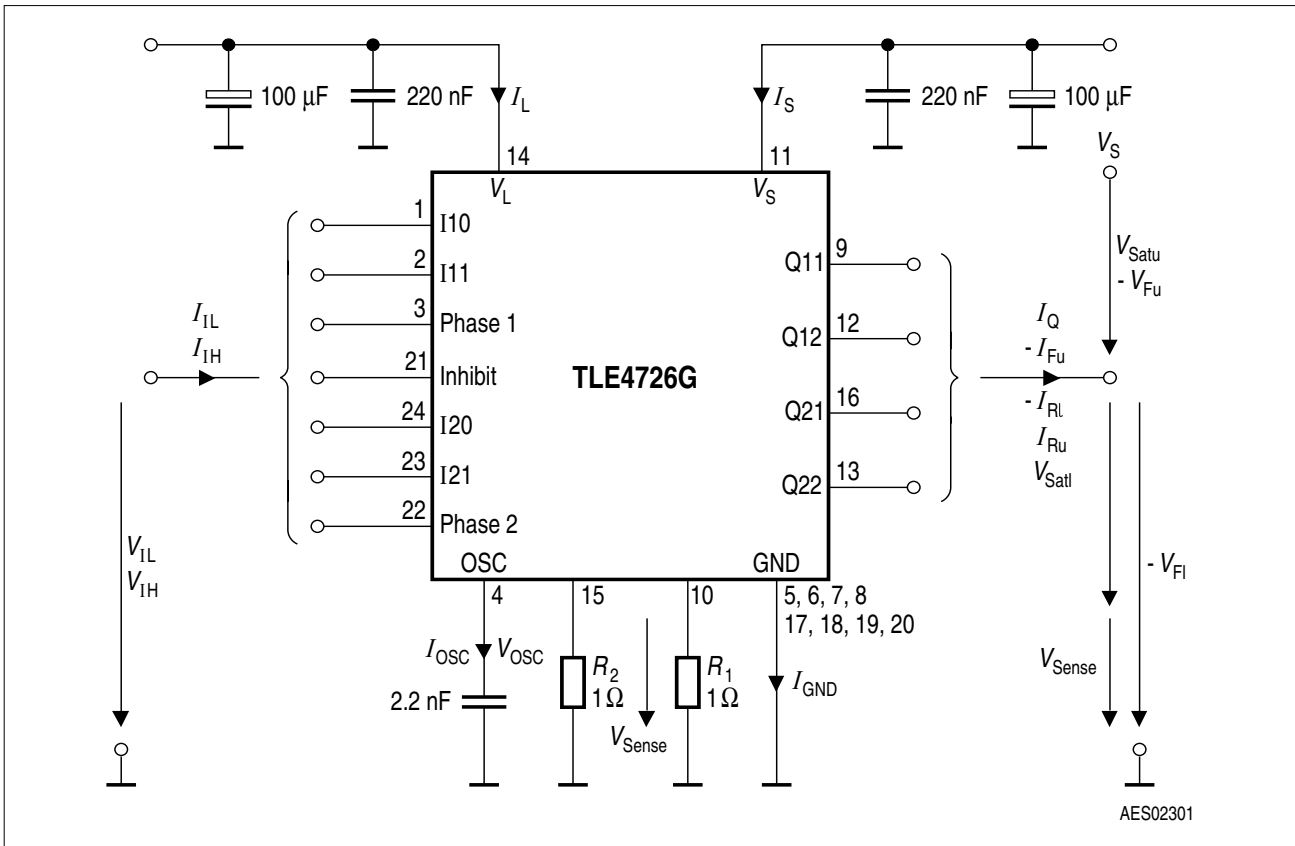 100 µF
220 nF
I_L
I_S
220 nF
100 µF
V_S
14
11
V_L
V_S
1
I10
2
I11
3
Phase 1
21
Inhibit
24
I20
23
I21
22
Phase 2
I_IL
I_IH
V_IL
V_IH
TLE4726G
Q11
9
Q12
12
Q21
16
Q22
13
I_Q
- I_Fu
- I_Rl
I_Ru
V_Satl
V_Satu
- V_Fu
- V_Fl
V_Sense
OSC
GND
4
15
10
5, 6, 7, 8
17, 18, 19, 20
I_OSC
V_OSC
2.2 nF
R_2
1 Ω
V_Sense
R_1
1 Ω
I_GND
AES02301